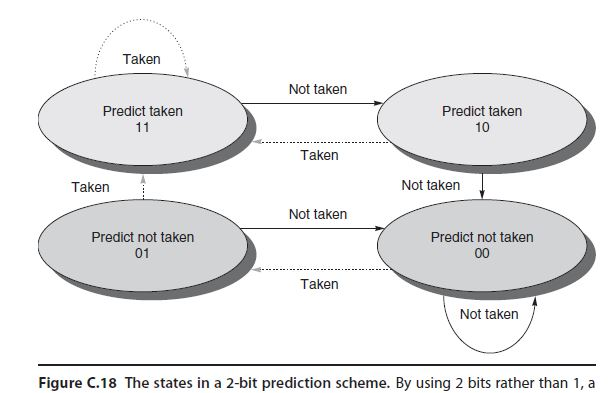 Taken
Not taken
Predict taken
11
Predict taken
10
Taken
Taken
Not taken
Not taken
Predict not taken
01
Predict not taken
00
Taken
Not taken
Figure C.18 The states in a 2-bit prediction scheme. By using 2 bits rather than 1, a